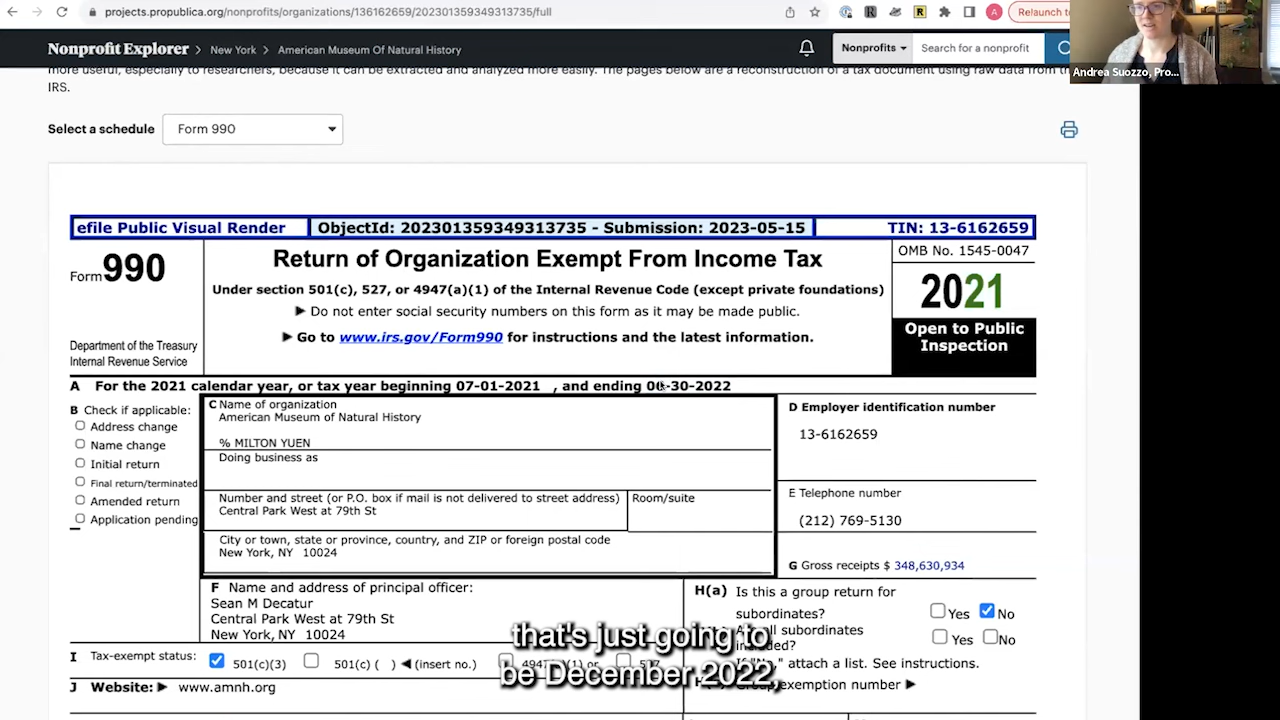 projects.propublica.org/nonprofits/organizations/136162659/202301359349313735/full
A
Relaunch to
Nonprofit Explorer > New York > American Museum Of Natural History
Nonprofits
Search for a nonprofit
Andrea Suozzo, Pro...
more useful, especially to researchers, because it can be extracted and analyzed more easily. The pages below are a reconstruction of a tax document using raw data from the
IRS.
Select a schedule
Form 990
efile Public Visual Render
ObjectId: 202301359349313735 - Submission: 2023-05-15
TIN: 13-6162659
Form 990
Return of Organization Exempt From Income Tax
OMB No. 1545-0047
Under section 501(c), 527, or 4947(a)(1) of the Internal Revenue Code (except private foundations)
2021
▶ Do not enter social security numbers on this form as it may be made public.
▶ Go to www.irs.gov/Form990 for instructions and the latest information.
Open to Public
Inspection
Department of the Treasury
Internal Revenue Service
A For the 2021 calendar year, or tax year beginning 07-01-2021 , and ending 06-30-2022
B Check if applicable:
Address change
Name change
Initial return
Final return/terminated
Amended return
Application pending
C Name of organization
American Museum of Natural History
% MILTON YUEN
Doing business as
Number and street (or P.O. box if mail is not delivered to street address)
Room/suite
Central Park West at 79th St
City or town, state or province, country, and ZIP or foreign postal code
New York, NY 10024
D Employer identification number
13-6162659
E Telephone number
(212) 769-5130
G Gross receipts $ 348,630,934
F Name and address of principal officer:
Sean M Decatur
Central Park West at 79th St
New York, NY 10024
H(a) Is this a group return for
subordinates?
Yes No
subordinates
Yes No
attach a list. See instructions.
exemption number ▶
I Tax-exempt status:
501(c)(3)
501(c) ( ) ◀ (insert no.)
or
J Website: ▶ www.amnh.org
that's just going to
be December 2022,